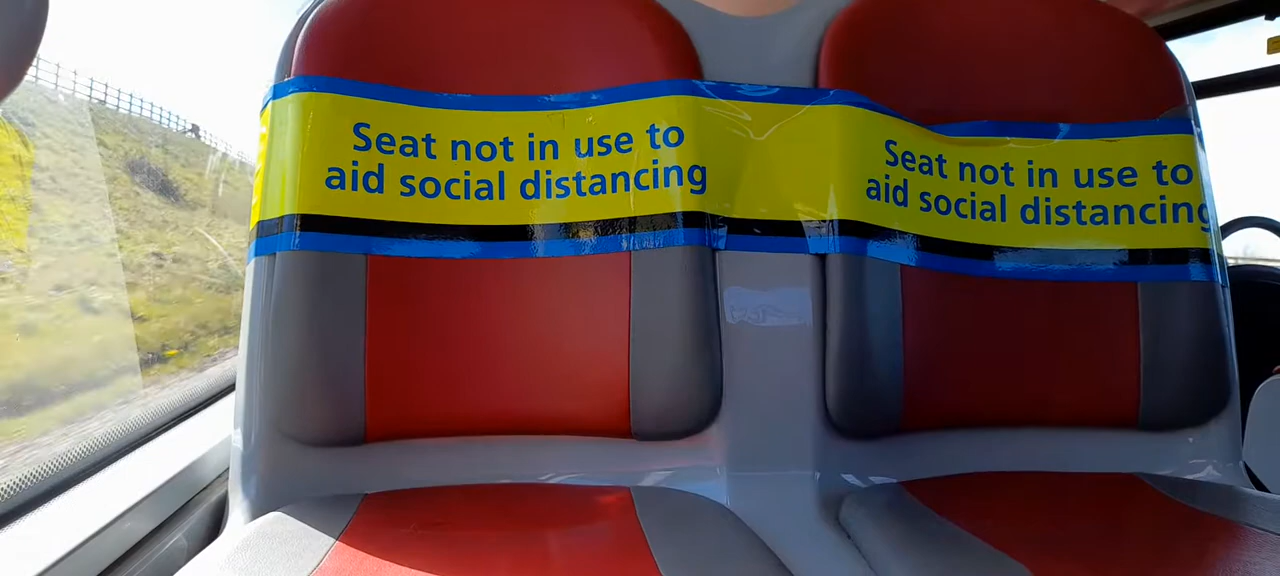 Seat not in use to
aid social distancing
Seat not in use to
aid social distancing